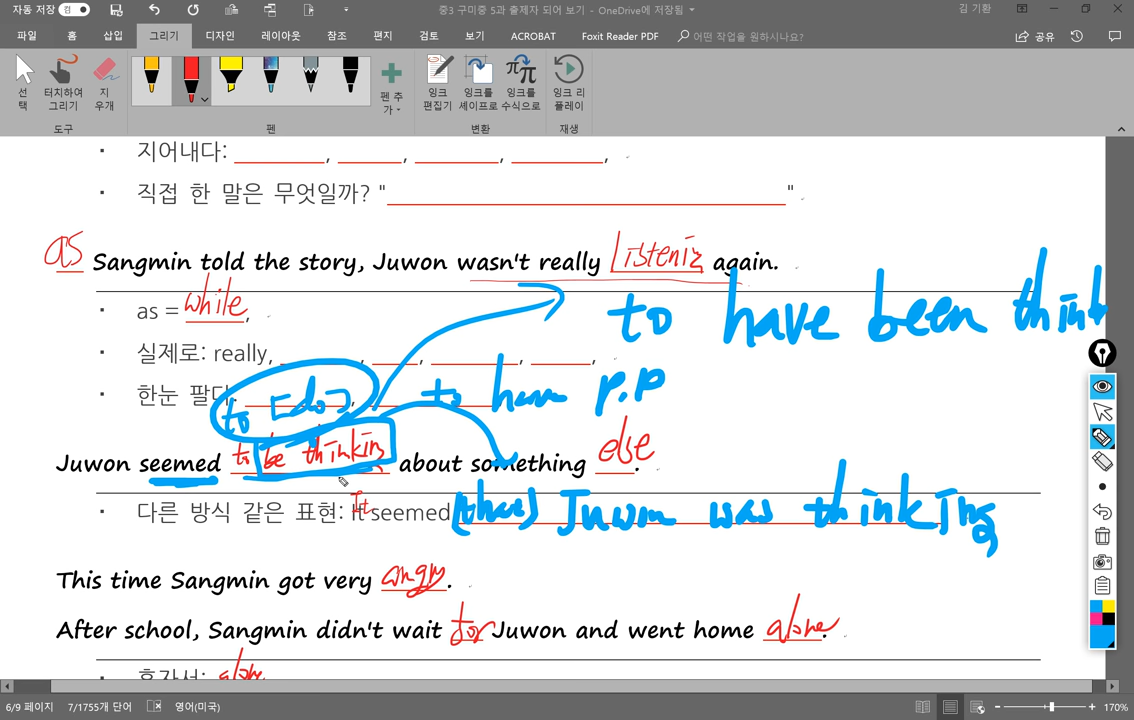 자동 저장 켬 중3 구미중 5과 출제자 되어 보기 - OneDrive에 저장됨 김 기환
파일 홈 삽입 그리기 디자인 레이아웃 참조 편지 검토 보기 ACROBAT Foxit Reader PDF 어떤 작업을 원하시나요? 공유
선택 터치하여 그리기 지우개 펜 추가 잉크 편집기 잉크를 셰이프로 잉크를 수식으로 잉크 리플레이
도구 펜 변환 재생
· 지어내다: , , , ,
· 직접 한 말은 무엇일까? " "
as Sangmin told the story, Juwon wasn't really listening again.
· as = while,
to have been think
· 실제로: really, , , , ,
· 한눈 팔다: ,
to [do] to have p.p
Juwon seemed to be thinking about something else.
· 다른 방식 같은 표현: It seemed (that) Juwon was thinking
It
This time Sangmin got very angry.
After school, Sangmin didn't wait for Juwon and went home alone.
· 혼자서: alone
6/9 페이지 7/1755개 단어 영어(미국) 170%